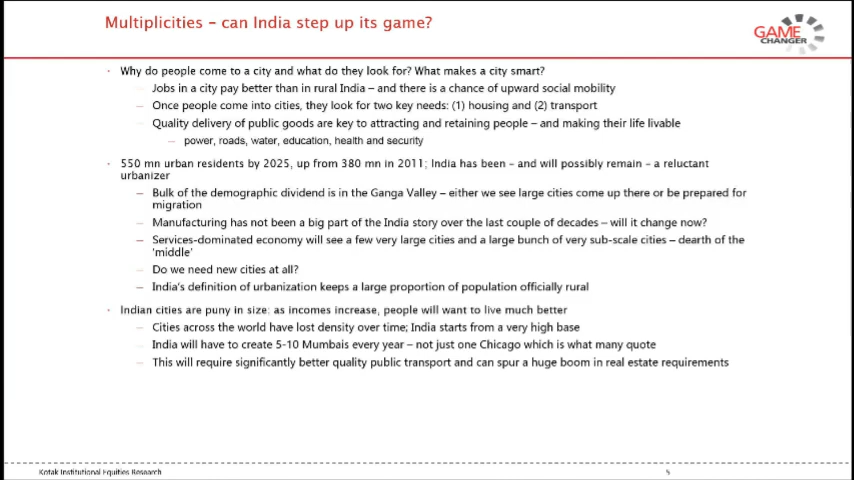 Multiplicities – can India step up its game?
GAME
CHANGER
· Why do people come to a city and what do they look for? What makes a city smart?
– Jobs in a city pay better than in rural India – and there is a chance of upward social mobility
– Once people come into cities, they look for two key needs: (1) housing and (2) transport
– Quality delivery of public goods are key to attracting and retaining people – and making their life livable
– power, roads, water, education, health and security
· 550 mn urban residents by 2025, up from 380 mn in 2011; India has been – and will possibly remain – a reluctant
urbanizer
– Bulk of the demographic dividend is in the Ganga Valley – either we see large cities come up there or be prepared for
migration
– Manufacturing has not been a big part of the India story over the last couple of decades – will it change now?
– Services-dominated economy will see a few very large cities and a large bunch of very sub-scale cities – dearth of the
'middle'
– Do we need new cities at all?
– India's definition of urbanization keeps a large proportion of population officially rural
· Indian cities are puny in size: as incomes increase, people will want to live much better
– Cities across the world have lost density over time; India starts from a very high base
– India will have to create 5-10 Mumbais every year – not just one Chicago which is what many quote
– This will require significantly better quality public transport and can spur a huge boom in real estate requirements
Kotak Institutional Equities Research
5